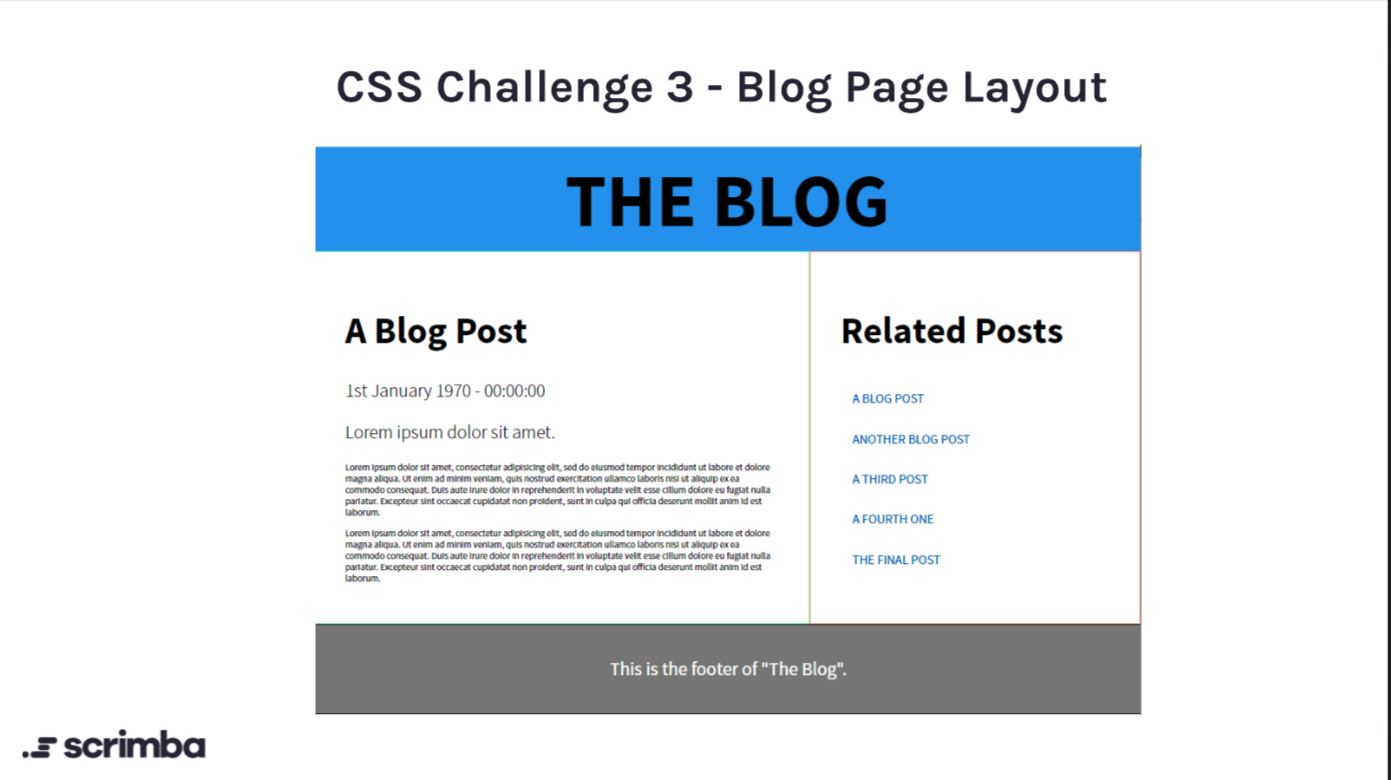 CSS Challenge 3 - Blog Page Layout
THE BLOG
A Blog Post
1st January 1970 - 00:00:00
Lorem ipsum dolor sit amet.
Lorem ipsum dolor sit amet, consectetur adipisicing elit, sed do eiusmod tempor incididunt ut labore et dolore
magna aliqua. Ut enim ad minim veniam, quis nostrud exercitation ullamco laboris nisi ut aliquip ex ea
commodo consequat. Duis aute irure dolor in reprehenderit in voluptate velit esse cillum dolore eu fugiat nulla
pariatur. Excepteur sint occaecat cupidatat non proident, sunt in culpa qui officia deserunt mollit anim id est
laborum.
Lorem ipsum dolor sit amet, consectetur adipisicing elit, sed do eiusmod tempor incididunt ut labore et dolore
magna aliqua. Ut enim ad minim veniam, quis nostrud exercitation ullamco laboris nisi ut aliquip ex ea
commodo consequat. Duis aute irure dolor in reprehenderit in voluptate velit esse cillum dolore eu fugiat nulla
pariatur. Excepteur sint occaecat cupidatat non proident, sunt in culpa qui officia deserunt mollit anim id est
laborum.
Related Posts
A BLOG POST
ANOTHER BLOG POST
A THIRD POST
A FOURTH ONE
THE FINAL POST
This is the footer of "The Blog".
scrimba